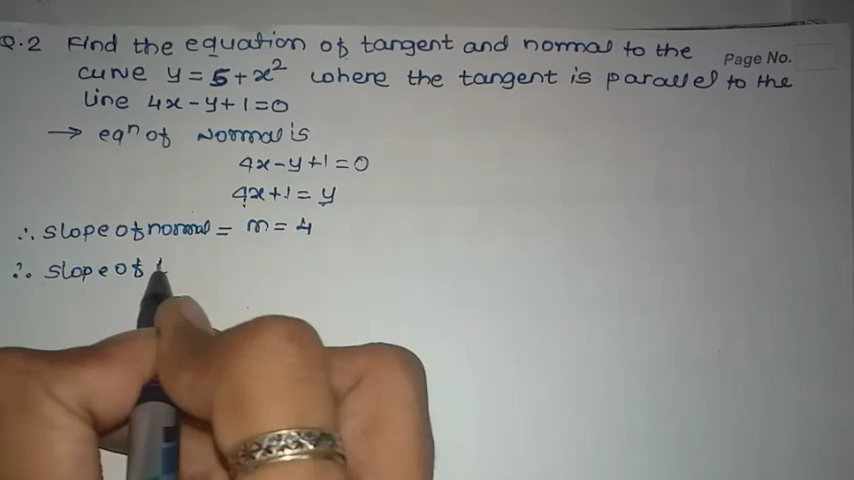 Q.2 Find the equation of tangent and normal to the
Page No.
curve y = 5 + x² where the tangent is parallel to the
line 4x - y + 1 = 0
→ eqⁿ of Normal is
4x - y + 1 = 0
4x + 1 = y
∴ slope of normal = m = 4
∴ slope of